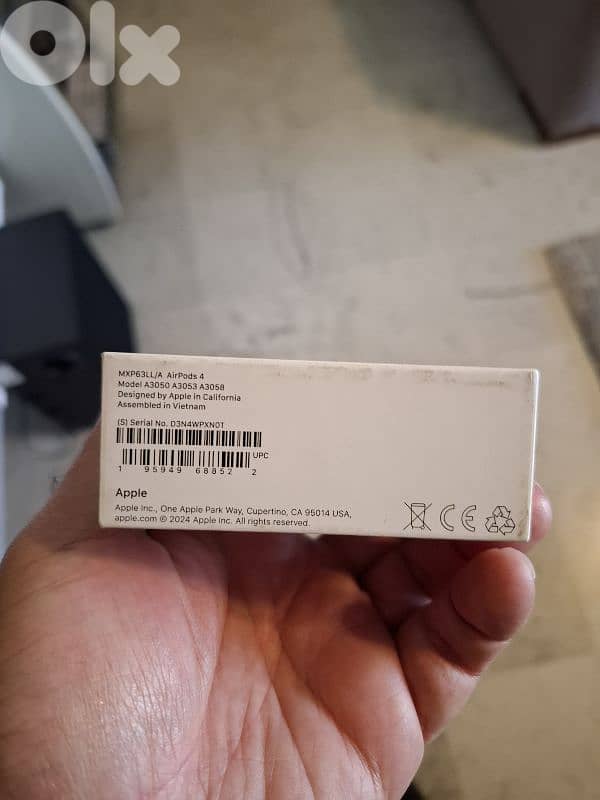 olx
MXP63LL/A AirPods 4
Model A3050 A3053 A3058
Designed by Apple in California
Assembled in Vietnam
(S) Serial No. D3N4WPXN0T
UPC
1 95949 68852 2
Apple
Apple Inc., One Apple Park Way, Cupertino, CA 95014 USA,
apple.com © 2024 Apple Inc. All rights reserved.
CE